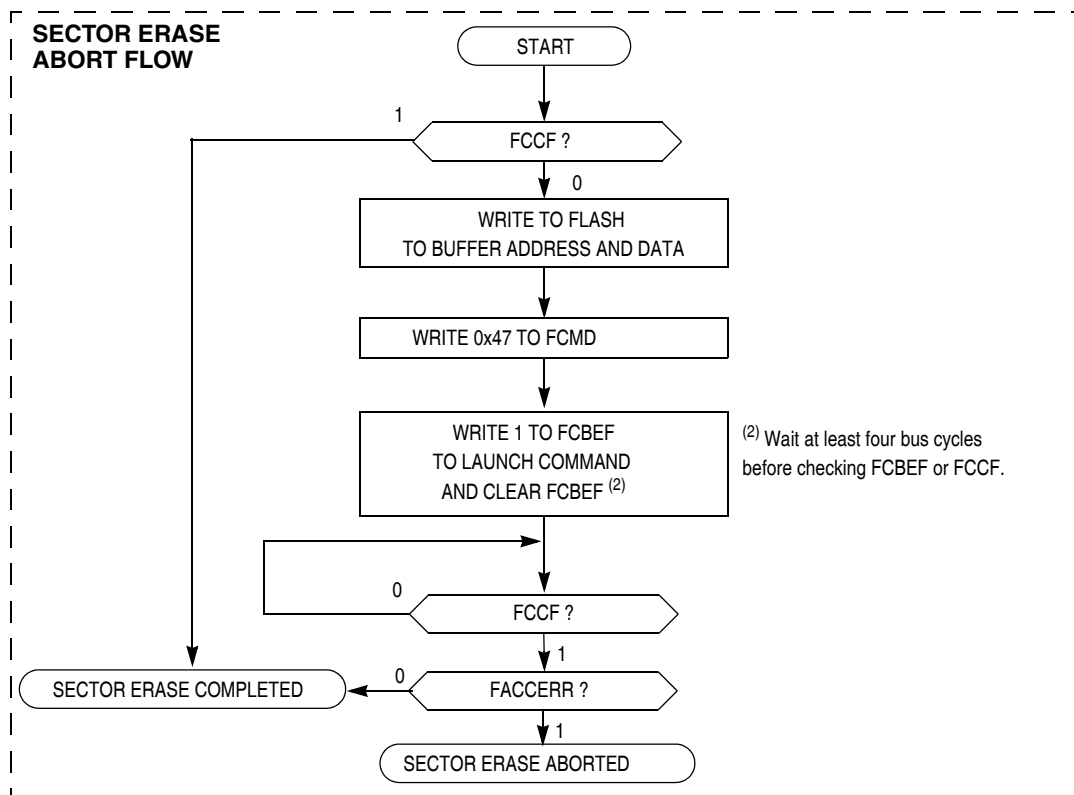 SECTOR ERASE
ABORT FLOW
START
1
FCCF ?
0
WRITE TO FLASH
TO BUFFER ADDRESS AND DATA
WRITE 0x47 TO FCMD
WRITE 1 TO FCBEF
TO LAUNCH COMMAND
AND CLEAR FCBEF (2)
(2) Wait at least four bus cycles
before checking FCBEF or FCCF.
0
FCCF ?
1
SECTOR ERASE COMPLETED
0
FACCERR ?
1
SECTOR ERASE ABORTED